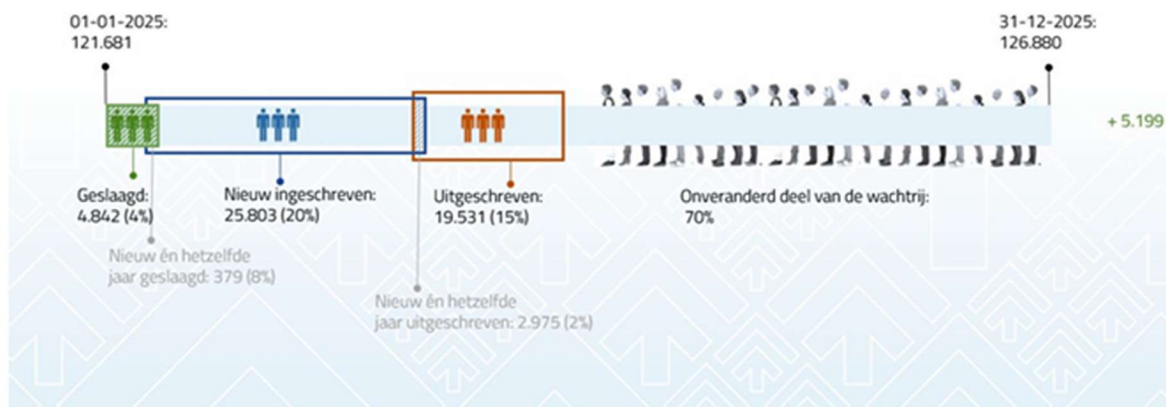 01-01-2025:
121.681
31-12-2025:
126.880
+ 5.199
Geslaagd:
4.842 (4%)
Nieuw ingeschreven:
25.803 (20%)
Uitgeschreven:
19.531 (15%)
Onveranderd deel van de wachtrij:
70%
Nieuw én hetzelfde
jaar geslaagd: 379 (8%)
Nieuw én hetzelfde
jaar uitgeschreven: 2.975 (2%)